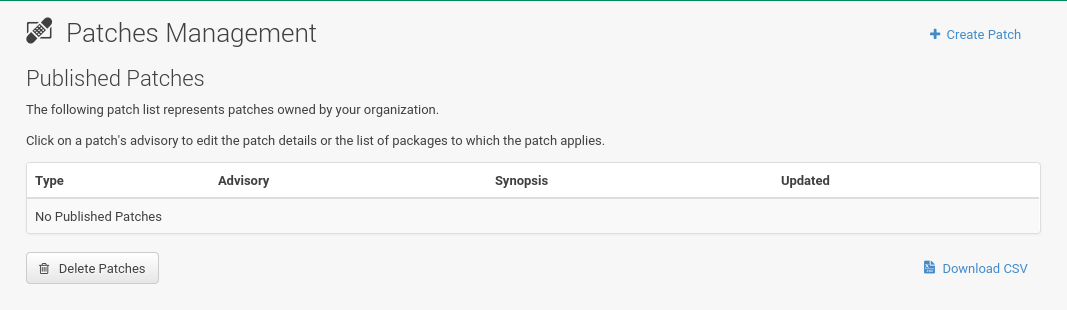 Patches Management
Create Patch
Published Patches
The following patch list represents patches owned by your organization.
Click on a patch's advisory to edit the patch details or the list of packages to which the patch applies.
Type Advisory Synopsis Updated
No Published Patches
Delete Patches
Download CSV